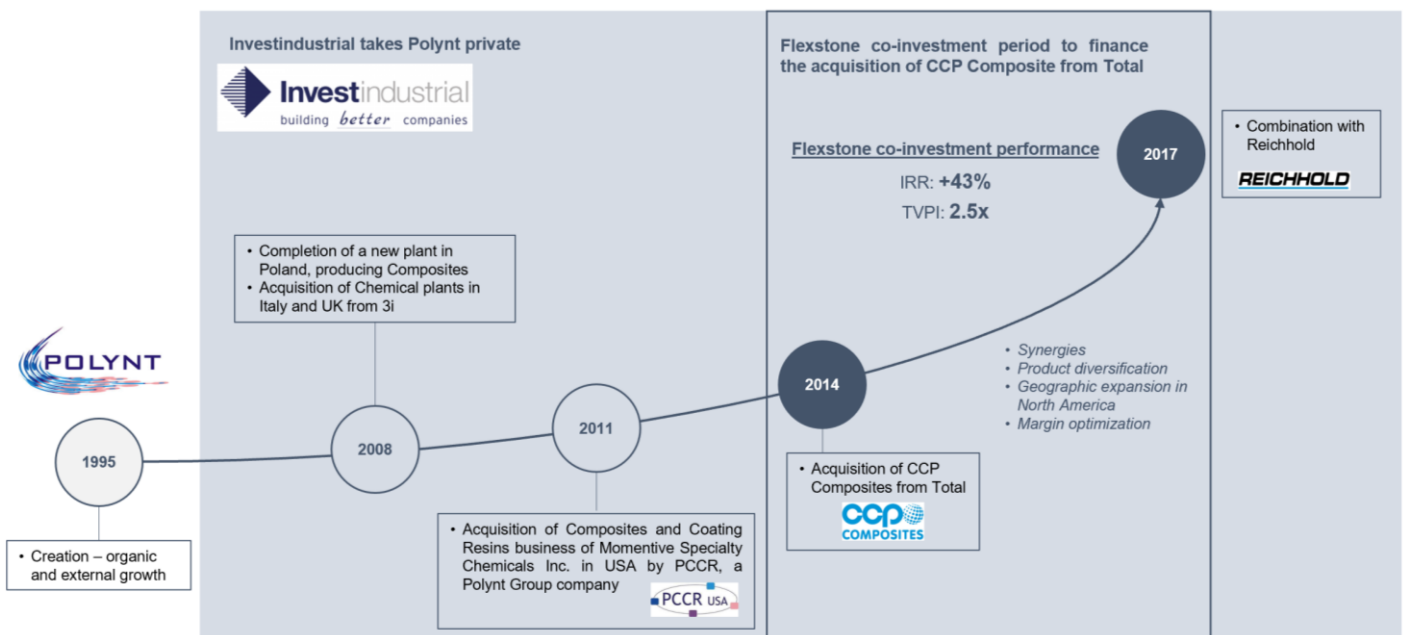 Investindustrial takes Polynt private
Investindustrial
building better companies
Flexstone co-investment period to finance
the acquisition of CCP Composite from Total
Flexstone co-investment performance
IRR: +43%
TVPI: 2.5x
2017
• Combination with
Reichhold
REICHHOLD
• Completion of a new plant in
Poland, producing Composites
• Acquisition of Chemical plants in
Italy and UK from 3i
POLYNT
1995
2008
2011
2014
• Synergies
• Product diversification
• Geographic expansion in
North America
• Margin optimization
• Creation – organic
and external growth
• Acquisition of Composites and Coating
Resins business of Momentive Specialty
Chemicals Inc. in USA by PCCR, a
Polynt Group company
PCCR USA
• Acquisition of CCP
Composites from Total
CCP
COMPOSITES